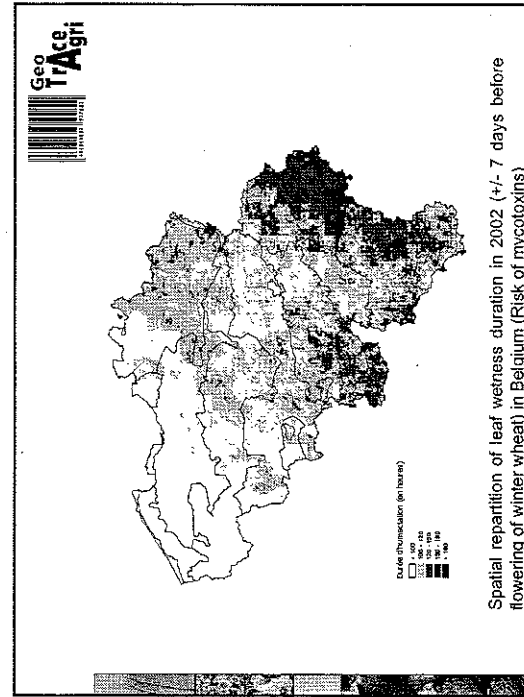 Geo
TrAce
Agri
Durée d'humectation (en heures)
Spatial repartition of leaf wetness duration in 2002 (+/- 7 days before
flowering of winter wheat) in Belgium (Risk of mycotoxins)